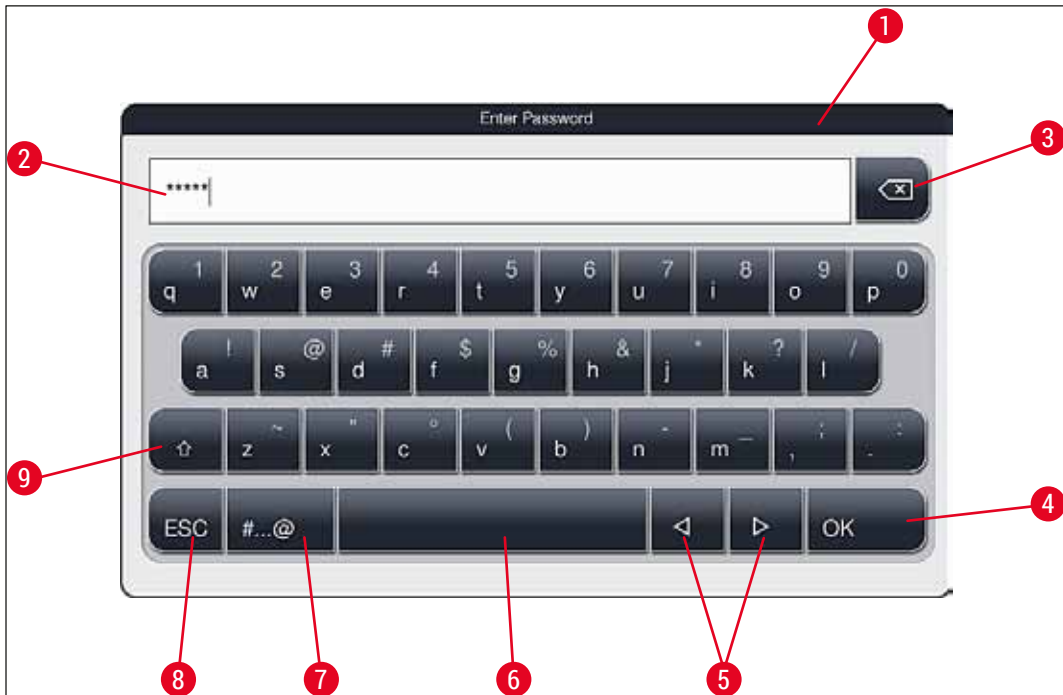 1
Enter Password
2
*****
3
1 2 3 4 5 6 7 8 9 0
q w e r t y u i o p
! @ # $ % & * ? /
a s d f g h j k l
~ " ° ( ) - _ ; :
z x c v b n m , .
9
ESC #...@ OK
4
8 7 6 5